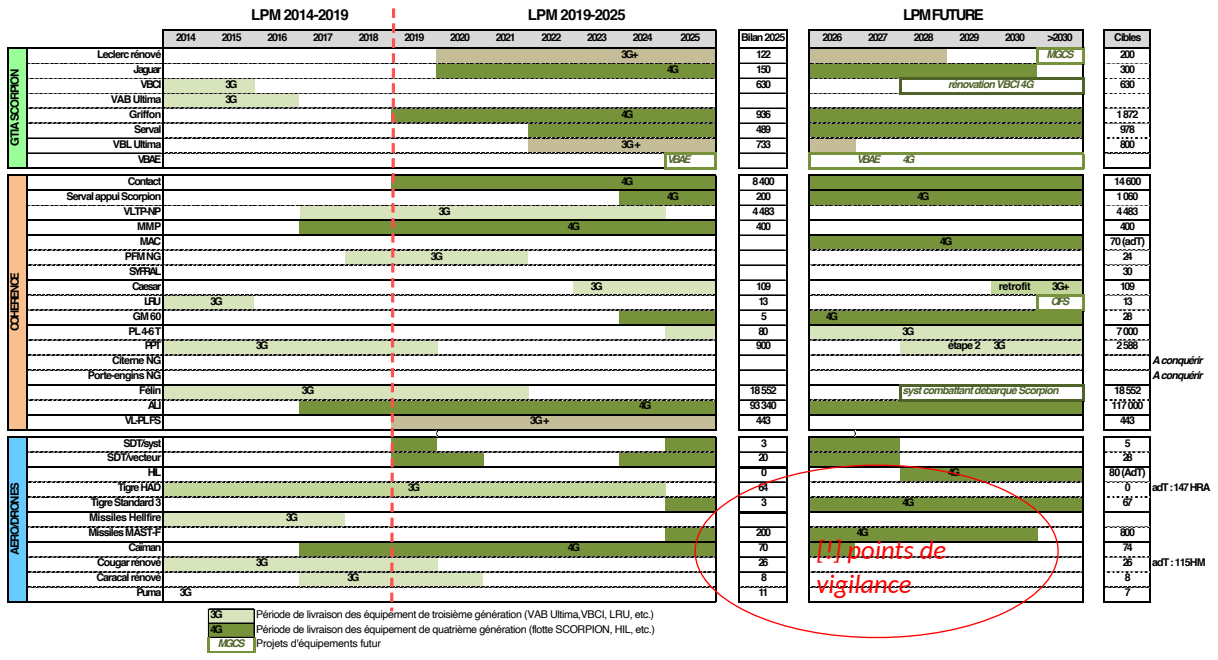 LPM 2014-2019 LPM 2019-2025 LPM FUTURE
2014 2015 2016 2017 2018 2019 2020 2021 2022 2023 2024 2025 Bilan 2025 2026 2027 2028 2029 2030 >2030 Cibles
GTIA SCORPION
Leclerc rénové 3G+ 122 MGCS 200
Jaguar 4G 150 300
VBCI 3G 630 rénovation VBCI 4G 630
VAB Ultima 3G
Griffon 4G 936 1 872
Serval 489 978
VBL Ultima 3G+ 733 800
VBAE VBAE VBAE 4G
COHERENCE
Contact 4G 8 400 14 600
Serval appui Scorpion 4G 200 4G 1 060
VLTP-NP 3G 4 483 4 483
MMP 4G 400 400
MAC 4G 70 (adT)
PFM NG 3G 24
SYFRAL 30
Caesar 3G 109 retrofit 3G+ 109
LRU 3G 13 CIFS 13
GM 60 5 4G 28
PL 4-6 T 80 3G 7 000
PPT 3G 900 étape 2 3G 2 588
Citerne NG A conquérir
Porte-engins NG A conquérir
Félin 3G 18 552 syst combattant débarqué Scorpion 18 552
ALI 4G 93 340 117 000
VL-PL FS 3G+ 443 443
AERO/DRONES
SDT/syst 3 5
SDT/vecteur 20 28
HIL 0 4G 80 (AdT)
Tigre HAD 3G 64 0 adT : 147 HRA
Tigre Standard 3 3 4G 67
Missiles Hellfire 3G
Missiles MAST-F 200 4G 800
Caïman 4G 70 74
Cougar rénové 3G 26 26 adT : 115HM
Caracal rénové 3G 8 8
Puma 3G 11 7
[!] points de
vigilance
3G Période de livraison des équipement de troisième génération (VAB Ultima,VBCI, LRU, etc.)
4G Période de livraison des équipement de quatrième génération (flotte SCORPION, HIL, etc.)
MGCS Projets d'équipements futur